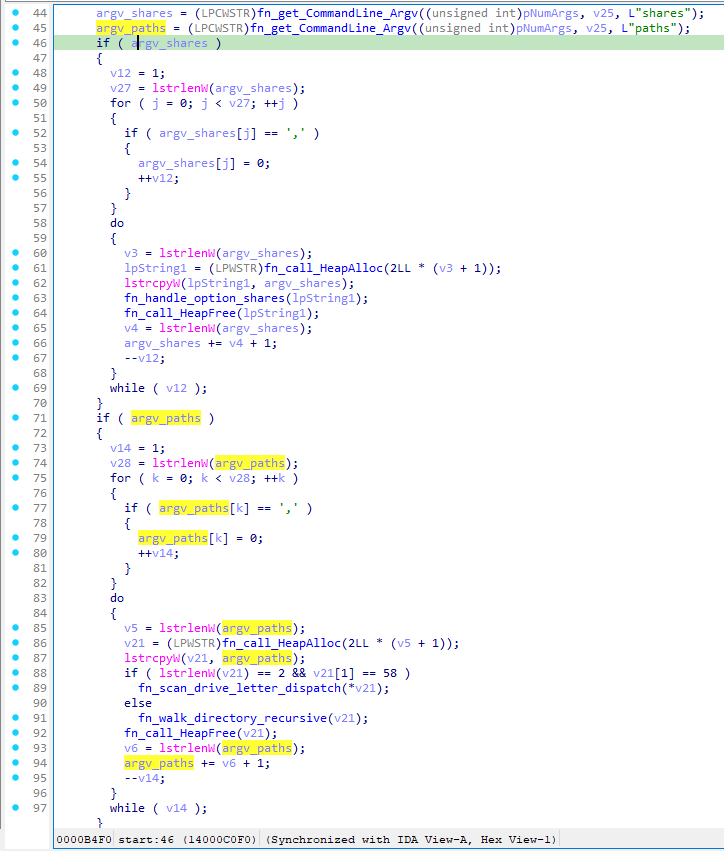 44 argv_shares = (LPCWSTR)fn_get_CommandLine_Argv((unsigned int)pNumArgs, v25, L"shares");
45 argv_paths = (LPCWSTR)fn_get_CommandLine_Argv((unsigned int)pNumArgs, v25, L"paths");
46 if ( argv_shares )
47 {
48 v12 = 1;
49 v27 = lstrlenW(argv_shares);
50 for ( j = 0; j < v27; ++j )
51 {
52 if ( argv_shares[j] == ',' )
53 {
54 argv_shares[j] = 0;
55 ++v12;
56 }
57 }
58 do
59 {
60 v3 = lstrlenW(argv_shares);
61 lpString1 = (LPWSTR)fn_call_HeapAlloc(2LL * (v3 + 1));
62 lstrcpyW(lpString1, argv_shares);
63 fn_handle_option_shares(lpString1);
64 fn_call_HeapFree(lpString1);
65 v4 = lstrlenW(argv_shares);
66 argv_shares += v4 + 1;
67 --v12;
68 }
69 while ( v12 );
70 }
71 if ( argv_paths )
72 {
73 v14 = 1;
74 v28 = lstrlenW(argv_paths);
75 for ( k = 0; k < v28; ++k )
76 {
77 if ( argv_paths[k] == ',' )
78 {
79 argv_paths[k] = 0;
80 ++v14;
81 }
82 }
83 do
84 {
85 v5 = lstrlenW(argv_paths);
86 v21 = (LPWSTR)fn_call_HeapAlloc(2LL * (v5 + 1));
87 lstrcpyW(v21, argv_paths);
88 if ( lstrlenW(v21) == 2 && v21[1] == 58 )
89 fn_scan_drive_letter_dispatch(*v21);
90 else
91 fn_walk_directory_recursive(v21);
92 fn_call_HeapFree(v21);
93 v6 = lstrlenW(argv_paths);
94 argv_paths += v6 + 1;
95 --v14;
96 }
97 while ( v14 );
}
0000B4F0 start:46 (14000C0F0) (Synchronized with IDA View-A, Hex View-1)